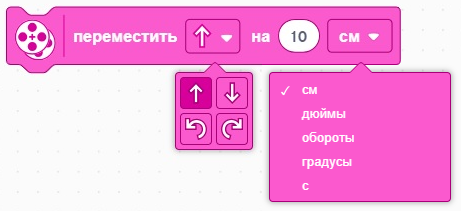 переместить на 10 см
см
дюймы
обороты
градусы
с